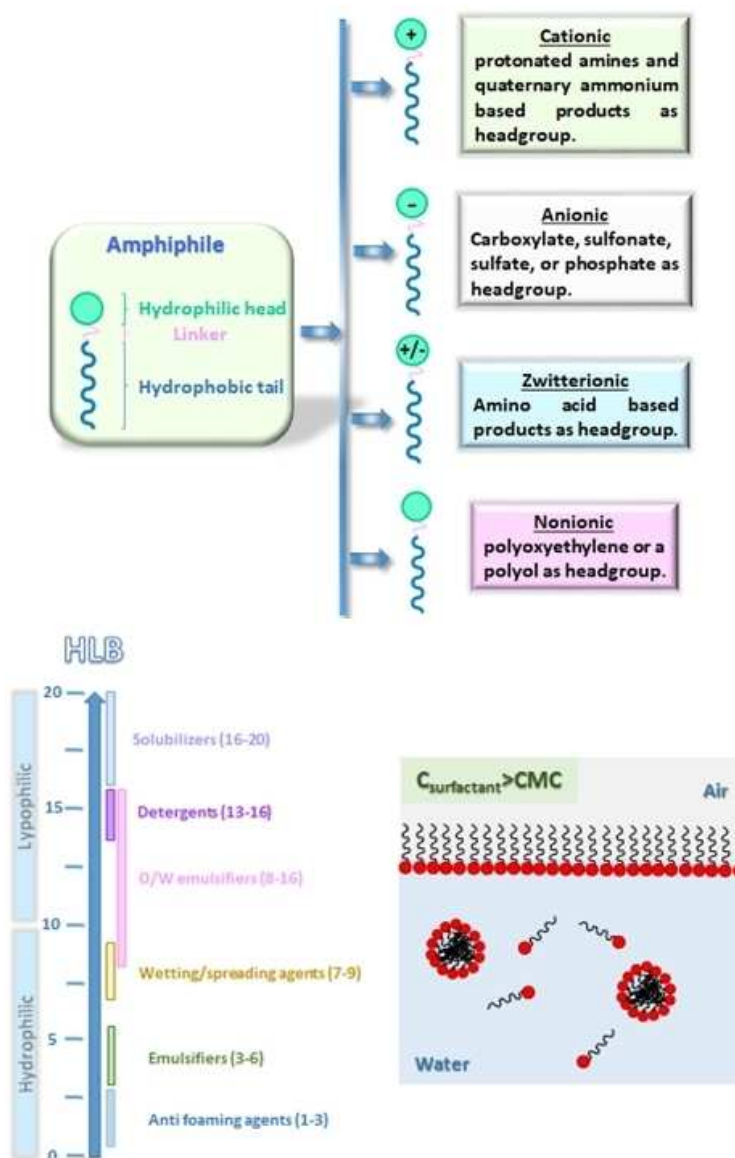 +
Cationic
protonated amines and
quaternary ammonium
based products as
headgroup.
-
Anionic
Carboxylate, sulfonate,
sulfate, or phosphate as
headgroup.
Amphiphile
Hydrophilic head
Linker
Hydrophobic tail
+/-
Zwitterionic
Amino acid based
products as headgroup.
Nonionic
polyoxyethylene or a
polyol as headgroup.
HLB
20
15
10
5
0
Lypophilic
Hydrophilic
Solubilizers (16-20)
Detergents (13-16)
O/W emulsifiers (8-16)
Wetting/spreading agents (7-9)
Emulsifiers (3-6)
Anti foaming agents (1-3)
Csurfactant>CMC
Air
Water